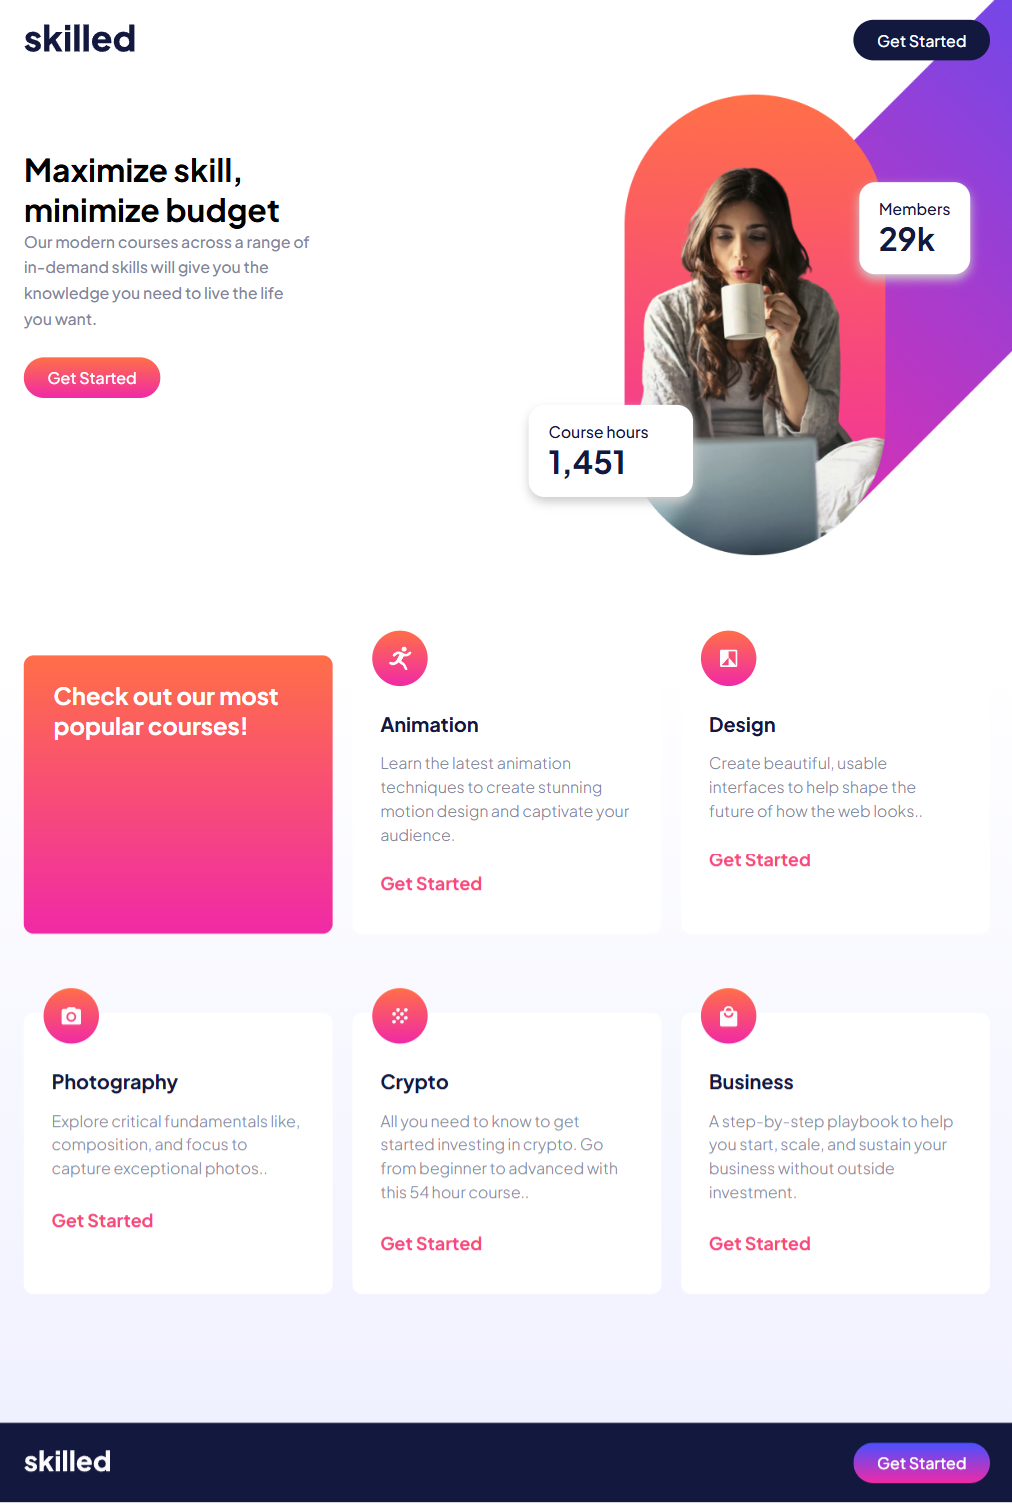 skilled
Get Started
Maximize skill,
minimize budget
Our modern courses across a range of
in-demand skills will give you the
knowledge you need to live the life
you want.
Get Started
Members
29k
Course hours
1,451
Check out our most
popular courses!
Animation
Learn the latest animation
techniques to create stunning
motion design and captivate your
audience.
Get Started
Design
Create beautiful, usable
interfaces to help shape the
future of how the web looks..
Get Started
Photography
Explore critical fundamentals like,
composition, and focus to
capture exceptional photos..
Get Started
Crypto
All you need to know to get
started investing in crypto. Go
from beginner to advanced with
this 54 hour course..
Get Started
Business
A step-by-step playbook to help
you start, scale, and sustain your
business without outside
investment.
Get Started
skilled
Get Started